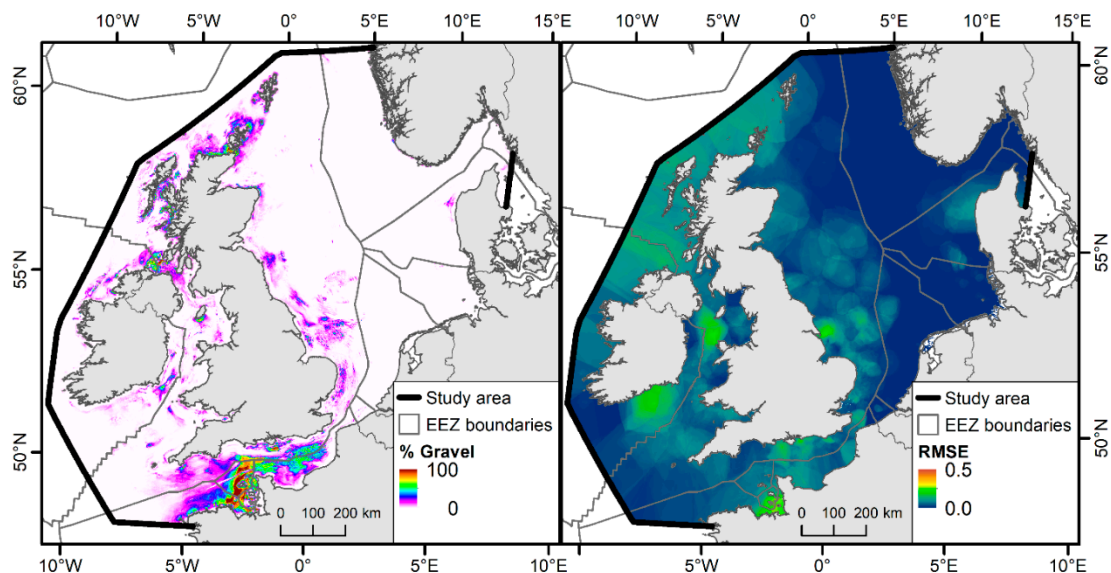 10°W 5°W 0° 5°E 10°E 15°E
10°W 5°W 0° 5°E 10°E 15°E
60°N
55°N
50°N
60°N
55°N
50°N
Study area
EEZ boundaries
% Gravel
100
0
0 100 200 km
Study area
EEZ boundaries
RMSE
0.5
0.0
0 100 200 km
10°W 5°W 0° 5°E 10°E
5°W 0° 5°E 10°E